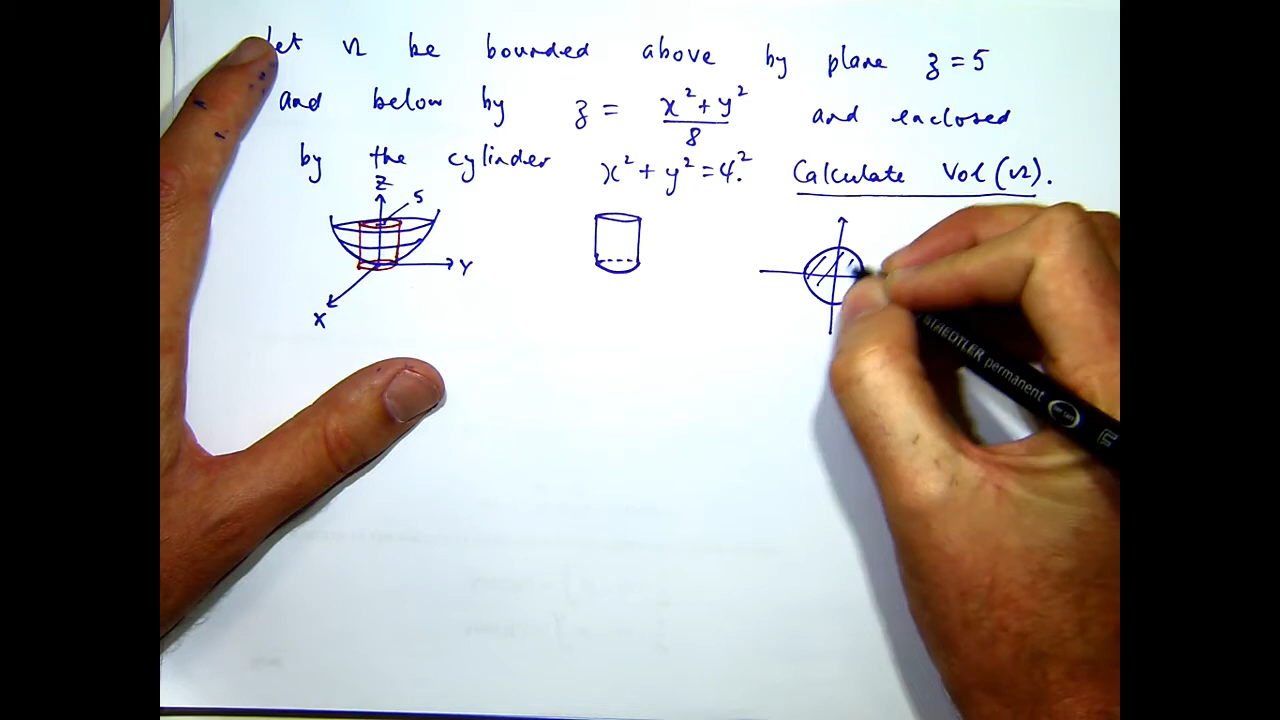 Let Ω be bounded above by plane z = 5
and below by z = x² + y² / 8 and enclosed
by the cylinder x² + y² = 4². Calculate Vol(Ω).
Z
5
Y
X
STAEDTLER permanent